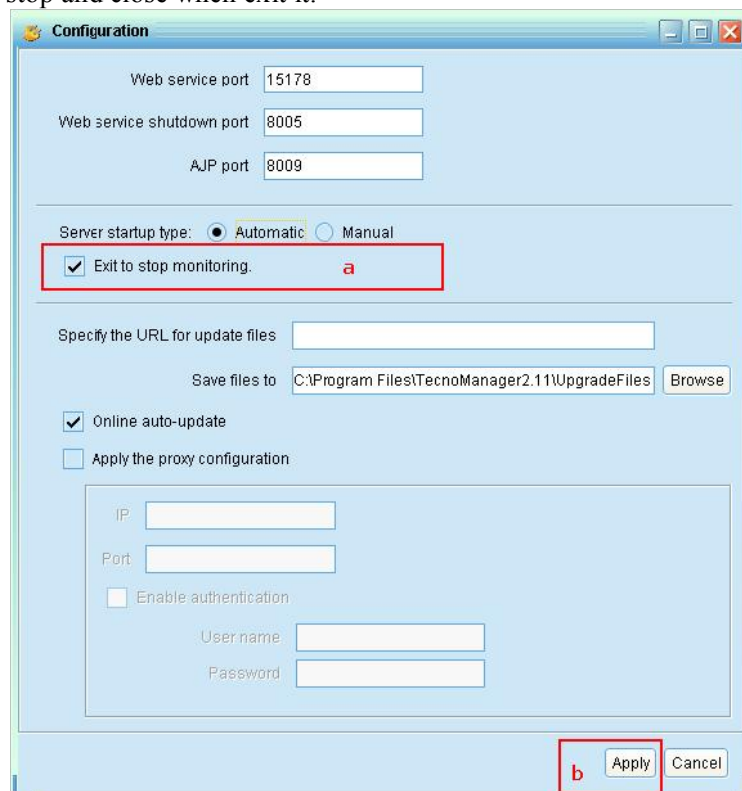 stop and close when exit it.
Configuration
Web service port 15178
Web service shutdown port 8005
AJP port 8009
Server startup type: Automatic Manual
Exit to stop monitoring. a
Specify the URL for update files
Save files to C:\Program Files\TecnoManager2.11\UpgradeFiles Browse
Online auto-update
Apply the proxy configuration
IP
Port
Enable authentication
User name
Password
b Apply Cancel